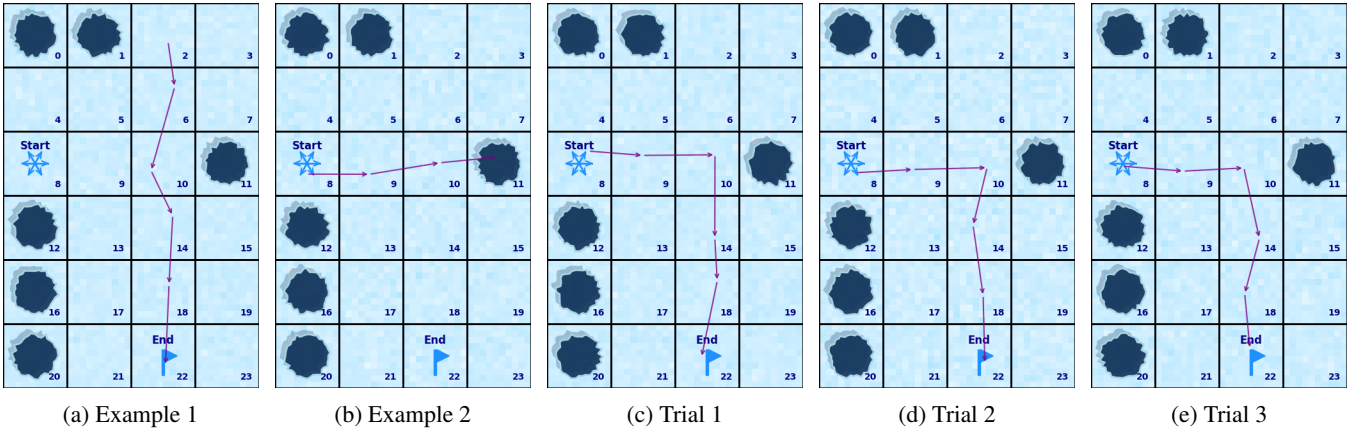 0 1 2 3 0 1 2 3 0 1 2 3 0 1 2 3 0 1 2 3
4 5 6 7 4 5 6 7 4 5 6 7 4 5 6 7 4 5 6 7
Start Start Start Start Start
8 9 10 11 8 9 10 11 8 9 10 11 8 9 10 11 8 9 10 11
12 13 14 15 12 13 14 15 12 13 14 15 12 13 14 15 12 13 14 15
16 17 18 19 16 17 18 19 16 17 18 19 16 17 18 19 16 17 18 19
End End End End End
20 21 22 23 20 21 22 23 20 21 22 23 20 21 22 23 20 21 22 23
(a) Example 1 (b) Example 2 (c) Trial 1 (d) Trial 2 (e) Trial 3